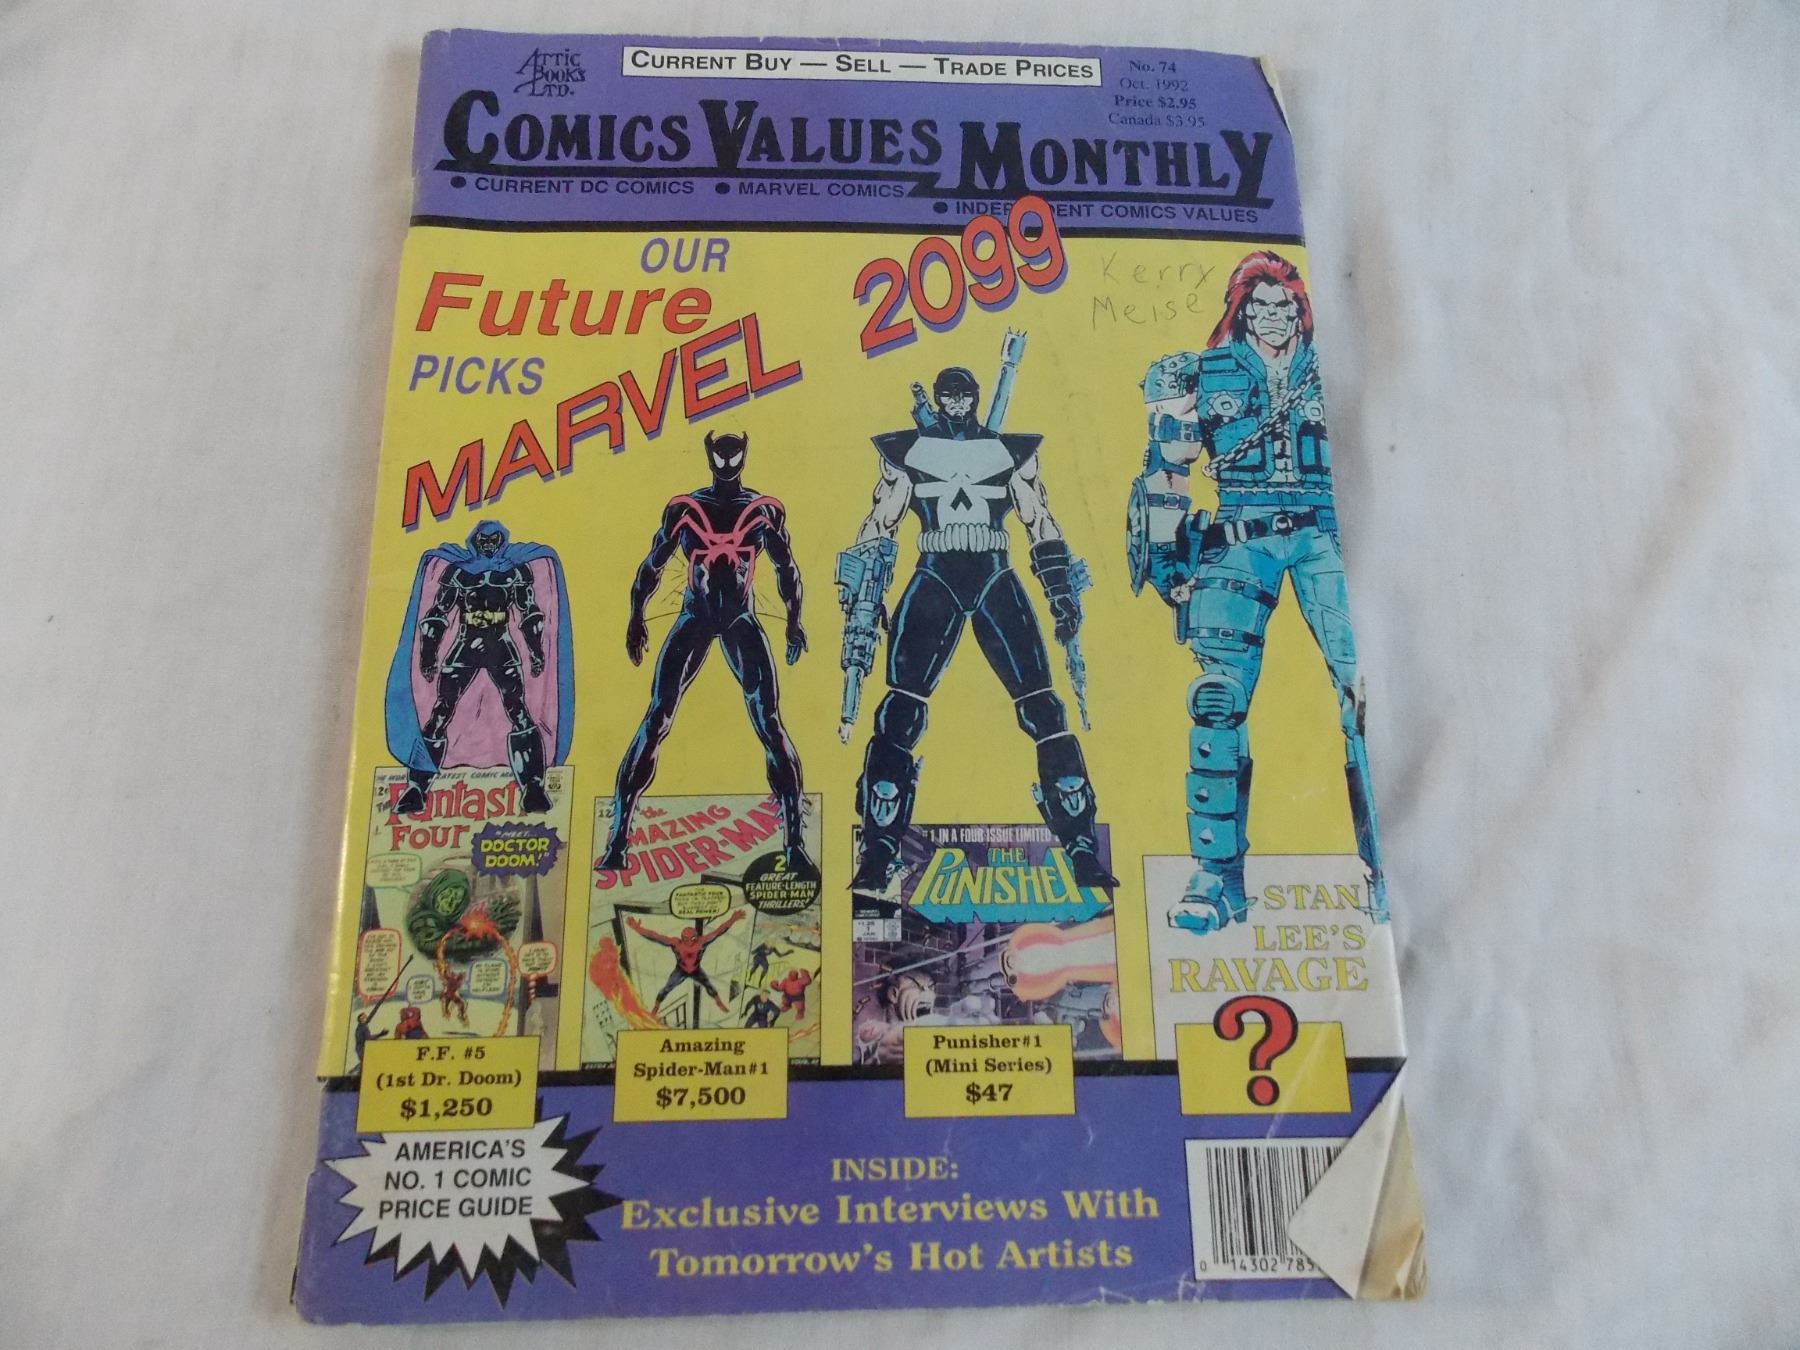 Attic
Books
Ltd.
Current Buy — Sell — Trade Prices
No. 74
Oct. 1992
Price $2.95
Canada $3.95
Comics Values Monthly
• CURRENT DC COMICS • MARVEL COMICS
• INDEPENDENT COMICS VALUES
OUR
Future
PICKS
MARVEL 2099
Kerry
Meise
Fantastic
FOUR
"MEET...
DOCTOR
DOOM!"
the
AMAZING
SPIDER-MAN
2
GREAT
FEATURE-LENGTH
SPIDER-MAN
THRILLERS!
#1 IN A FOUR-ISSUE LIMITED
THE
PUNISHER
STAN
LEE'S
RAVAGE
?
F.F. #5
(1st Dr. Doom)
$1,250
Amazing
Spider-Man#1
$7,500
Punisher#1
(Mini Series)
$47
AMERICA'S
NO. 1 COMIC
PRICE GUIDE
INSIDE:
Exclusive Interviews With
Tomorrow's Hot Artists
0 14302 785